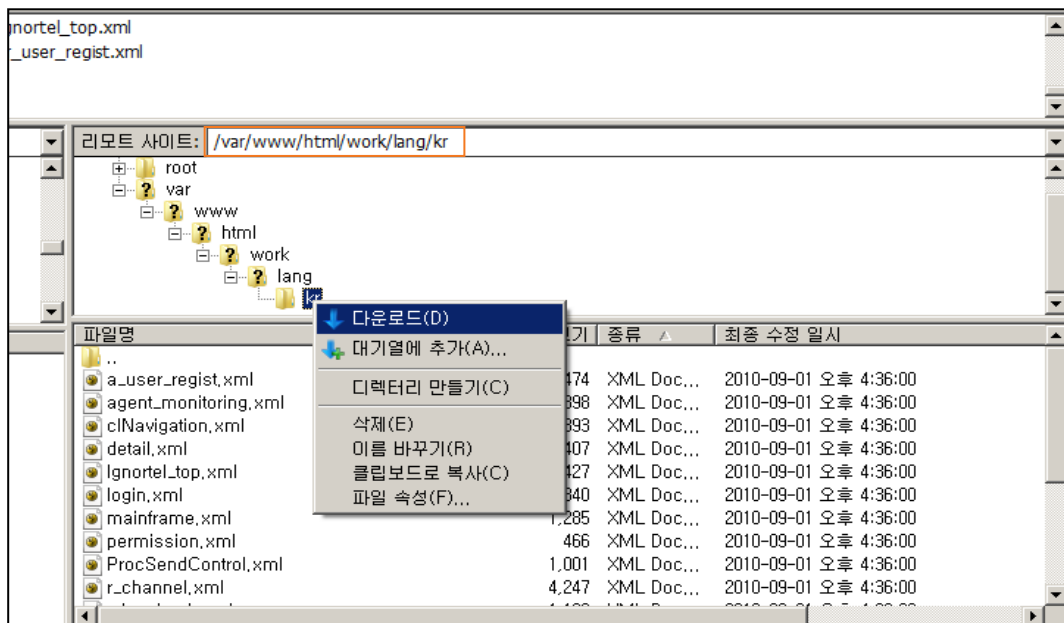 gnortel_top.xml
_user_regist.xml
리모트 사이트: /var/www/html/work/lang/kr
root
? var
? www
? html
? work
? lang
kr
다운로드(D)
대기열에 추가(A)...
디렉터리 만들기(C)
삭제(E)
이름 바꾸기(R)
클립보드로 복사(C)
파일 속성(F)...
파일명 기 종류 최종 수정 일시
..
a_user_regist.xml 474 XML Doc... 2010-09-01 오후 4:36:00
agent_monitoring.xml 898 XML Doc... 2010-09-01 오후 4:36:00
clNavigation.xml 893 XML Doc... 2010-09-01 오후 4:36:00
detail.xml 407 XML Doc... 2010-09-01 오후 4:36:00
lgnortel_top.xml 427 XML Doc... 2010-09-01 오후 4:36:00
login.xml 840 XML Doc... 2010-09-01 오후 4:36:00
mainframe.xml 1,285 XML Doc... 2010-09-01 오후 4:36:00
permission.xml 466 XML Doc... 2010-09-01 오후 4:36:00
ProcSendControl.xml 1,001 XML Doc... 2010-09-01 오후 4:36:00
r_channel.xml 4,247 XML Doc... 2010-09-01 오후 4:36:00